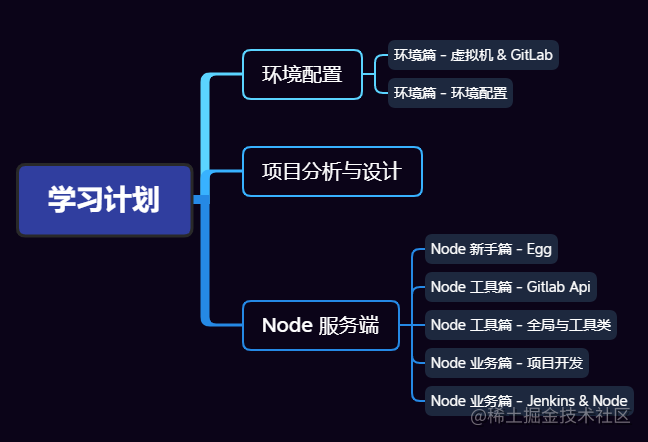 学习计划
环境配置
环境篇 - 虚拟机 & GitLab
环境篇 - 环境配置
项目分析与设计
Node 服务端
Node 新手篇 - Egg
Node 工具篇 - Gitlab Api
Node 工具篇 - 全局与工具类
Node 业务篇 - 项目开发
Node 业务篇 - Jenkins & Node
@稀土掘金技术社区